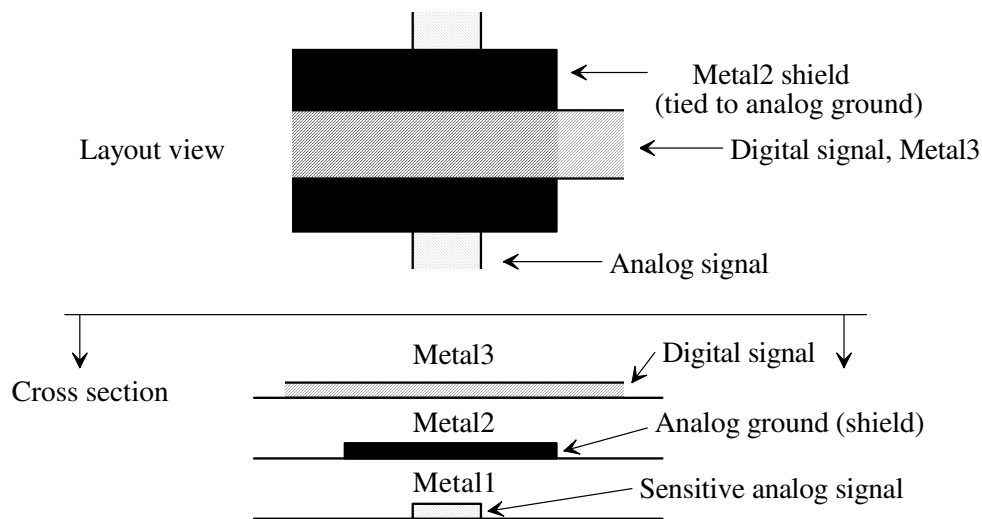 Metal2 shield
(tied to analog ground)
Layout view
Digital signal, Metal3
Analog signal
Metal3
Digital signal
Cross section
Metal2
Analog ground (shield)
Metal1
Sensitive analog signal